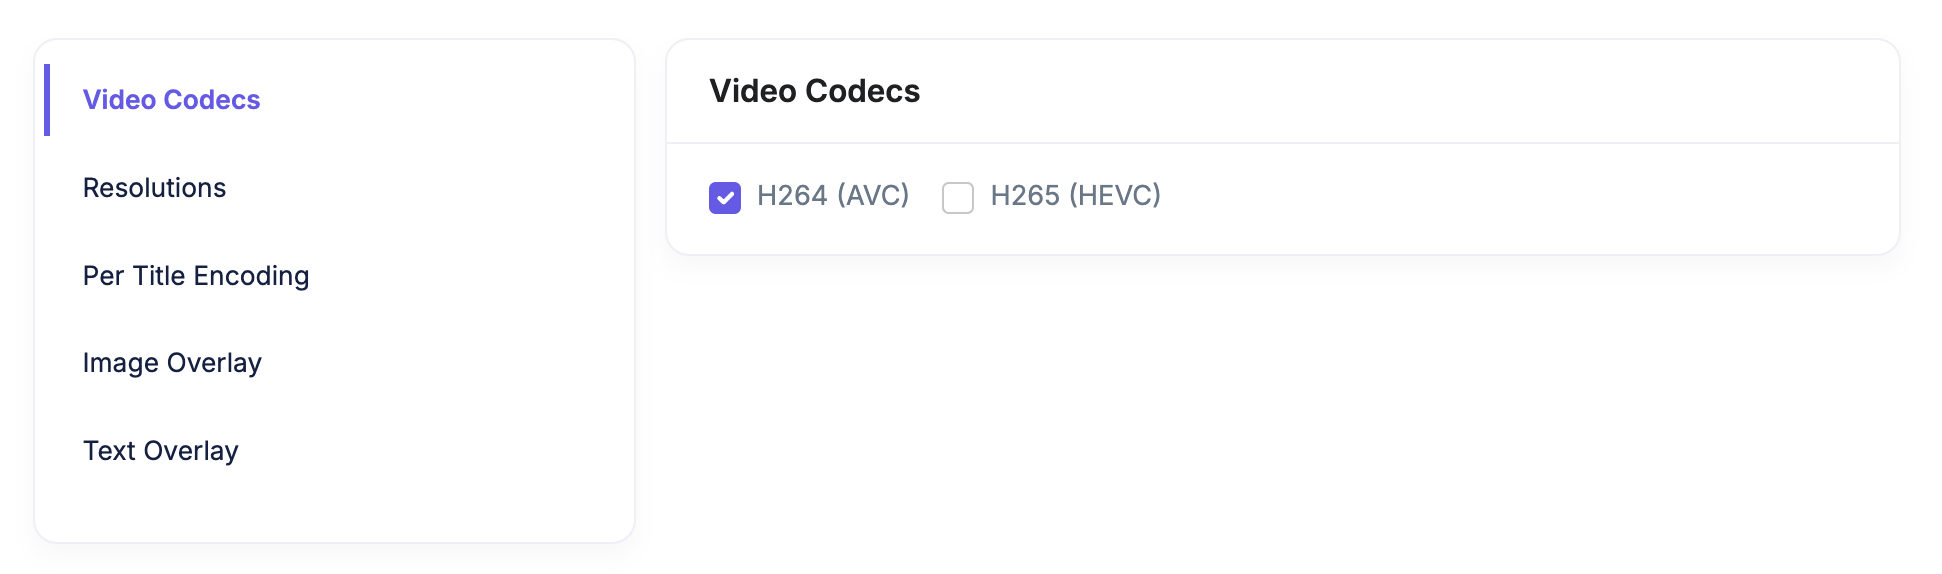 Video Codecs
Resolutions
Per Title Encoding
Image Overlay
Text Overlay
Video Codecs
H264 (AVC) H265 (HEVC)